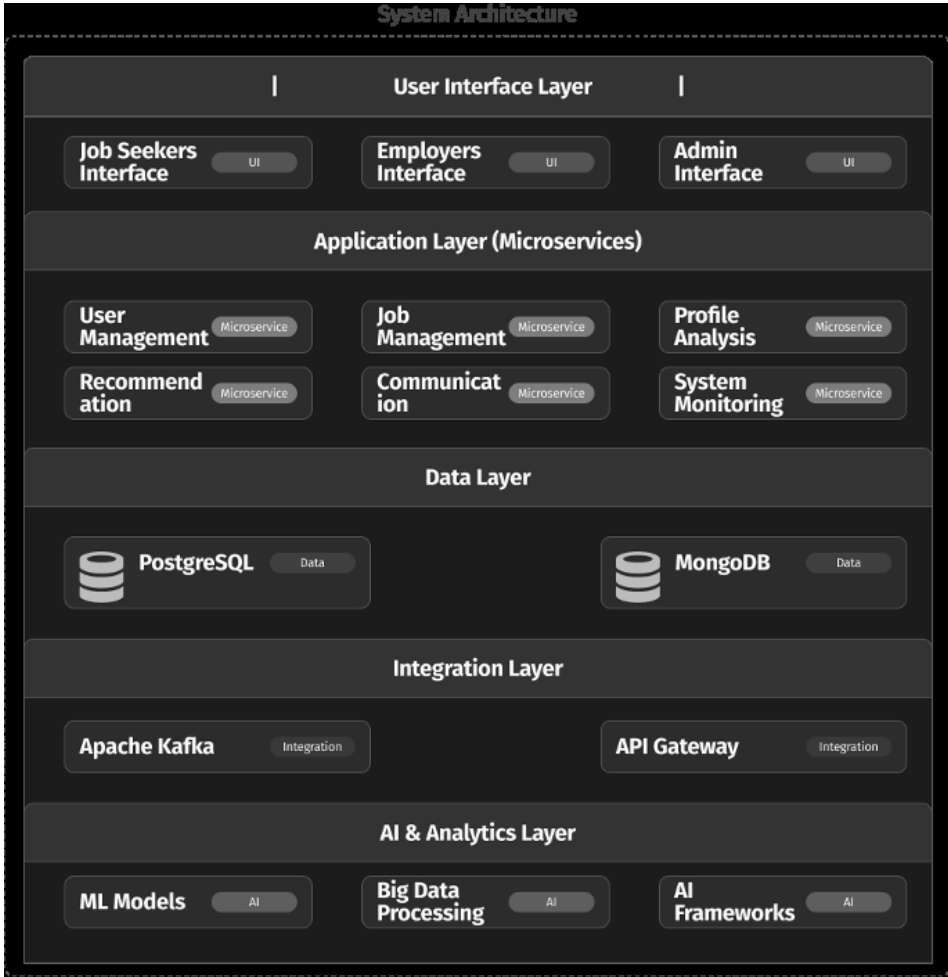 System Architecture
User Interface Layer
Job Seekers
Interface
UI
Employers
Interface
UI
Admin
Interface
UI
Application Layer (Microservices)
User
Management
Microservice
Job
Management
Microservice
Profile
Analysis
Microservice
Recommend
ation
Microservice
Communicat
ion
Microservice
System
Monitoring
Microservice
Data Layer
PostgreSQL
Data
MongoDB
Data
Integration Layer
Apache Kafka
Integration
API Gateway
Integration
AI & Analytics Layer
ML Models
AI
Big Data
Processing
AI
AI
Frameworks
AI